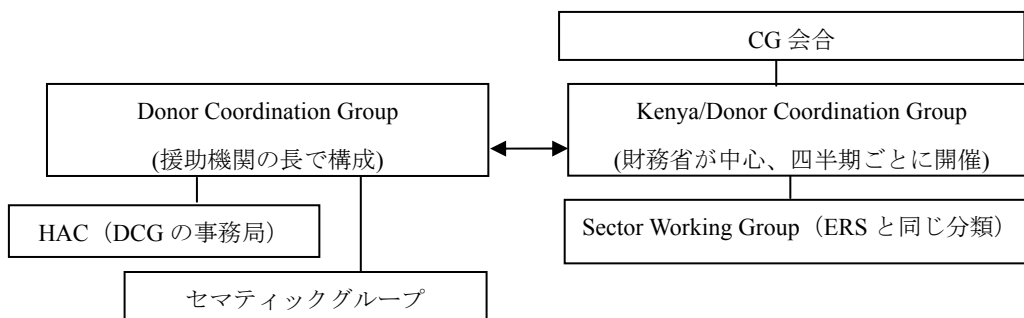 CG 会合
Donor Coordination Group
(援助機関の長で構成)
Kenya/Donor Coordination Group
(財務省が中心、四半期ごとに開催)
HAC（DCG の事務局）
Sector Working Group（ERS と同じ分類）
セマティックグループ